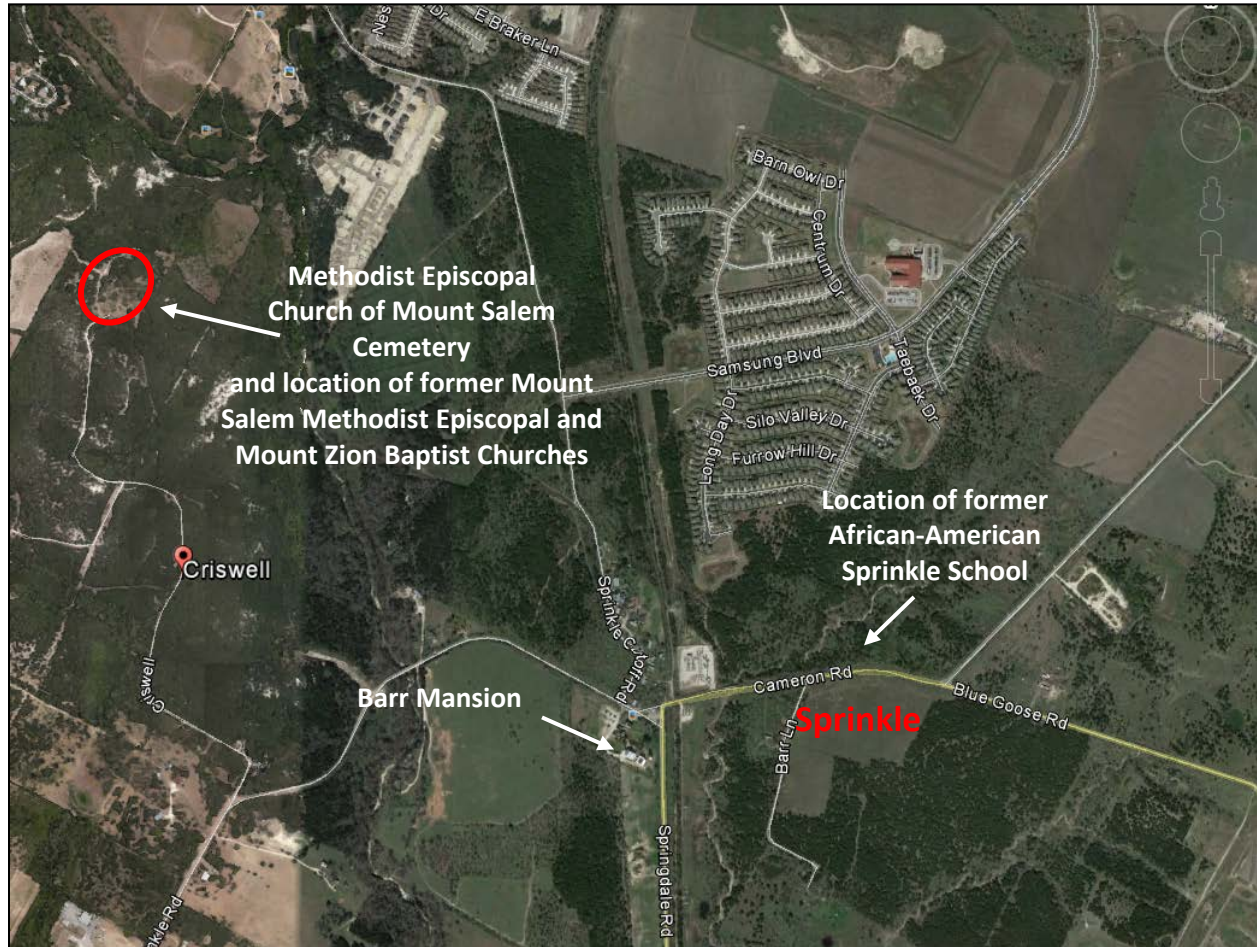 E Braker Ln
Dr
Barn Owl Dr
Centrum Dr
Methodist Episcopal
Church of Mount Salem
Cemetery
and location of former Mount
Salem Methodist Episcopal and
Mount Zion Baptist Churches
Samsung Blvd
Taebaek Dr
Long Day Dr
Silo Valley Dr
Furrow Hill Dr
Location of former
African-American
Sprinkle School
Criswell
Sprinkle Cutoff Rd
Criswell
Barr Mansion
Cameron Rd
Blue Goose Rd
Sprinkle
Barr Ln
Springdale Rd
Rd